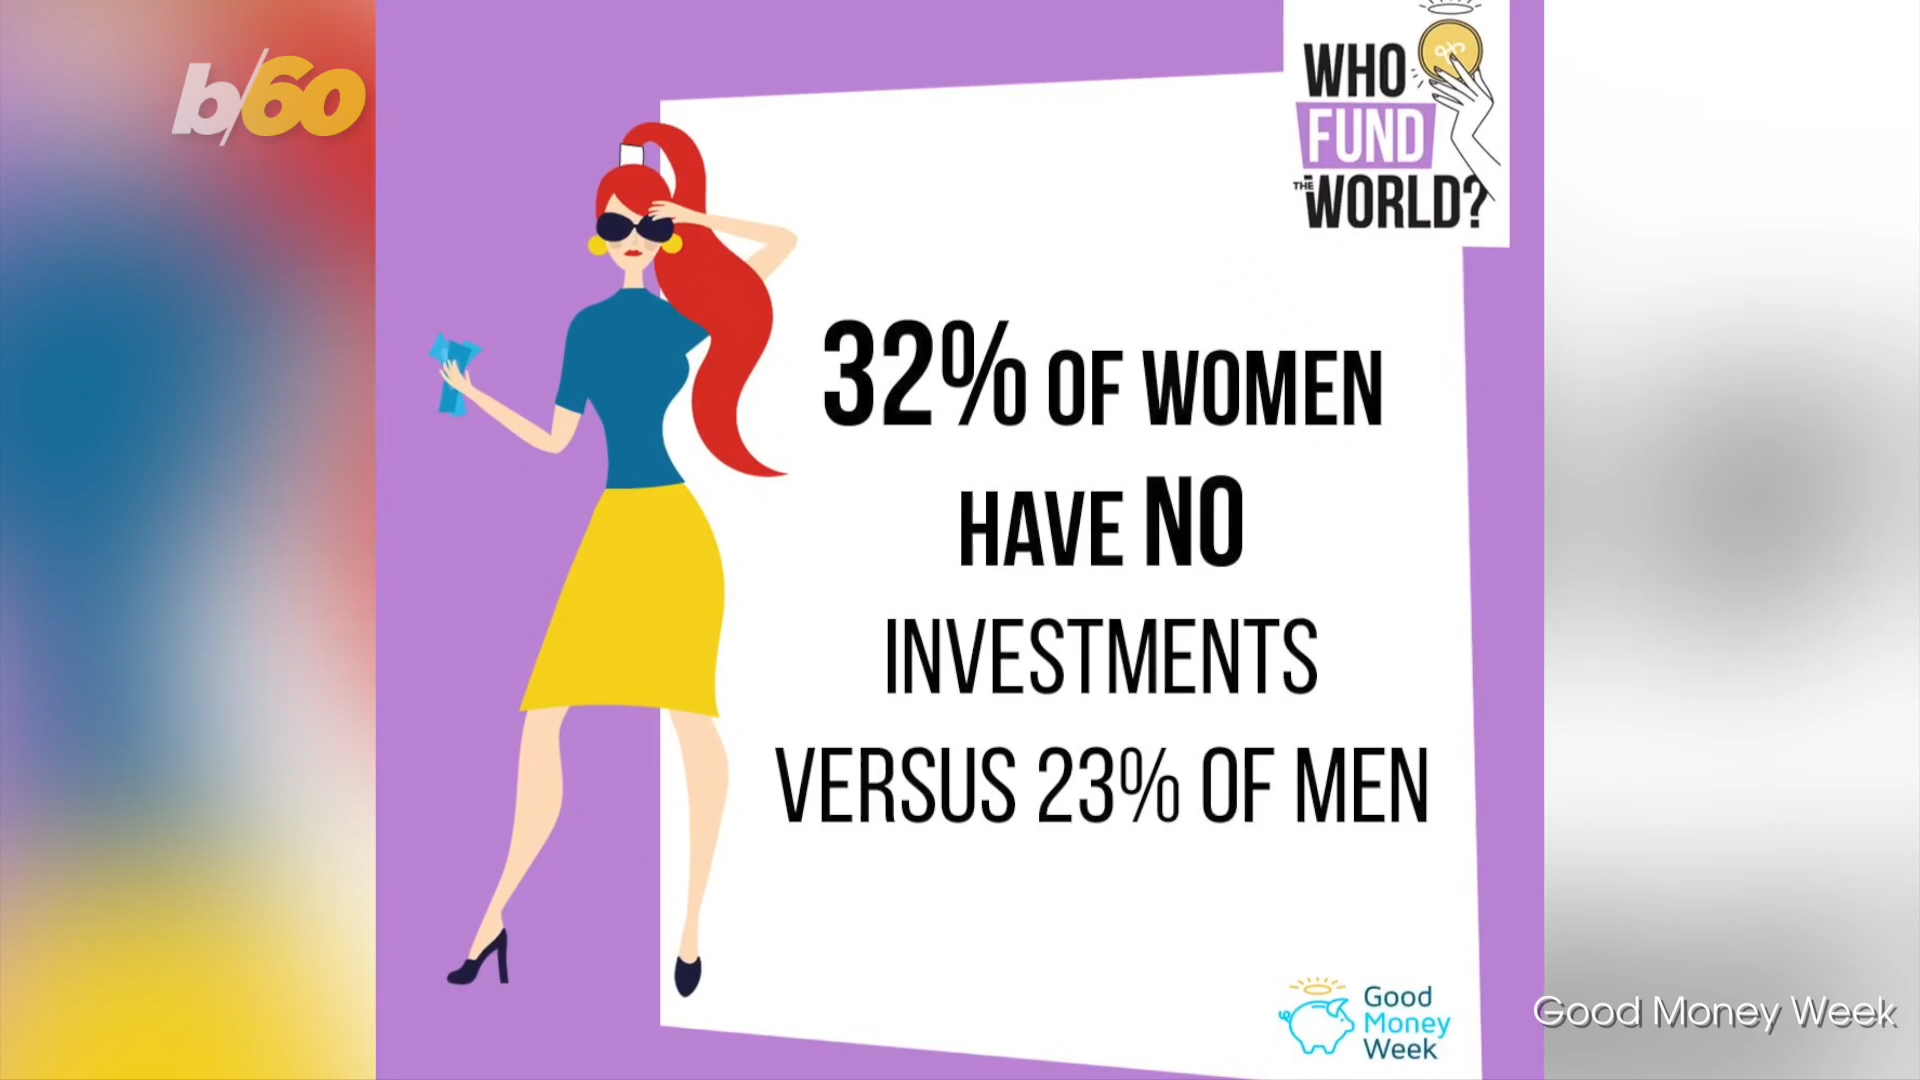 b/60
WHO
FUND
THE WORLD?
32% OF WOMEN
HAVE NO
INVESTMENTS
VERSUS 23% OF MEN
Good
Money
Week
Good Money Week